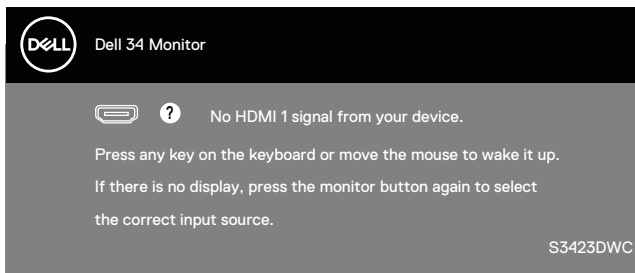 DELL
Dell 34 Monitor
? No HDMI 1 signal from your device.
Press any key on the keyboard or move the mouse to wake it up.
If there is no display, press the monitor button again to select
the correct input source.
S3423DWC